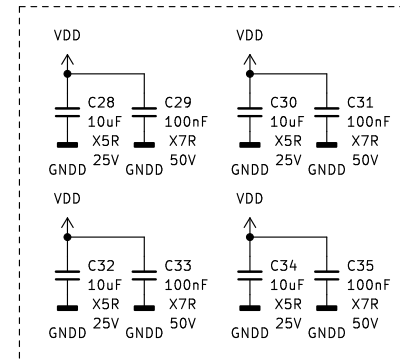 VDD
VDD
C28
C29
C30
C31
10uF
100nF
10uF
100nF
X5R
X7R
X5R
X7R
25V
50V
25V
50V
GNDD
GNDD
GNDD
GNDD
VDD
VDD
C32
C33
C34
C35
10uF
100nF
10uF
100nF
X5R
X7R
X5R
X7R
25V
50V
25V
50V
GNDD
GNDD
GNDD
GNDD